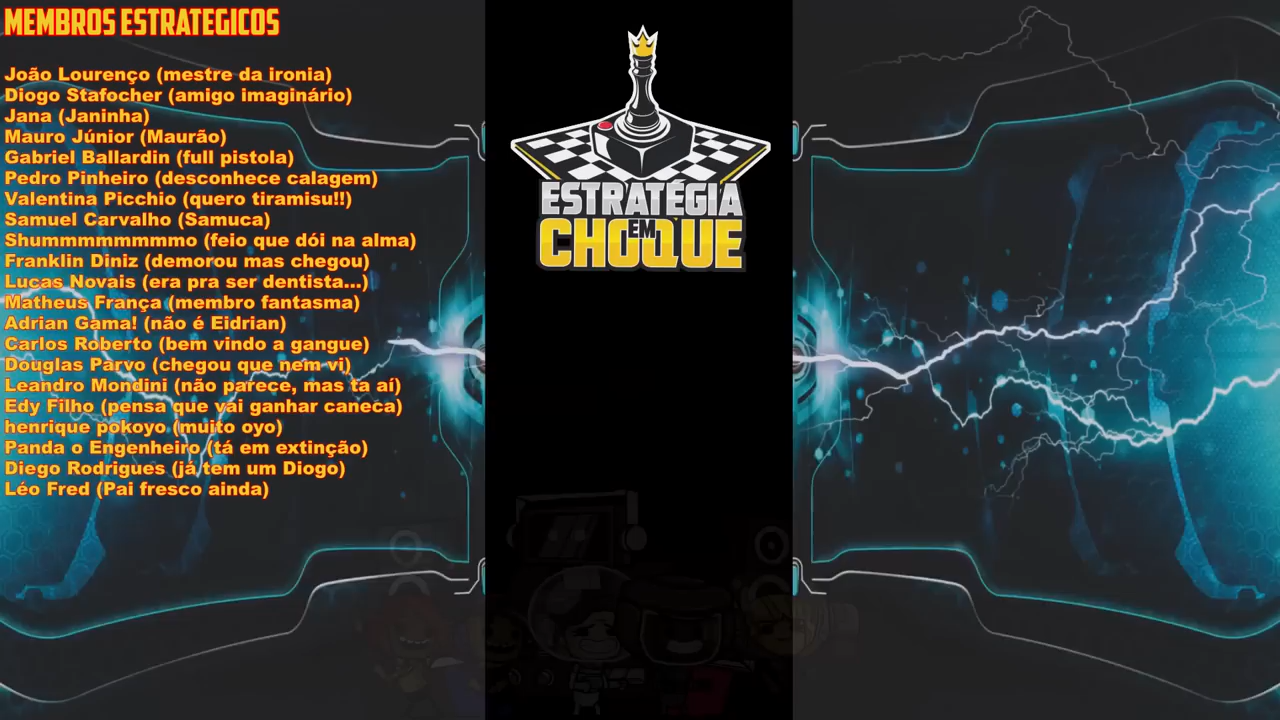 MEMBROS ESTRATEGICOS
João Lourenço (mestre da ironia)
Diogo Stafocher (amigo imaginário)
Jana (Janinha)
Mauro Júnior (Maurão)
Gabriel Ballardin (full pistola)
Pedro Pinheiro (desconhece calagem)
Valentina Picchio (quero tiramisu!!)
Samuel Carvalho (Samuca)
Shummmmmmmmo (feio que dói na alma)
Franklin Diniz (demorou mas chegou)
Lucas Novais (era pra ser dentista...)
Matheus França (membro fantasma)
Adrian Gama! (não é Eidrian)
Carlos Roberto (bem vindo a gangue)
Douglas Parvo (chegou que nem vi)
Leandro Mondini (não parece, mas ta aí)
Edy Filho (pensa que vai ganhar caneca)
henrique pokoyo (muito oyo)
Panda o Engenheiro (tá em extinção)
Diego Rodrigues (já tem um Diogo)
Léo Fred (Pai fresco ainda)
ESTRATÉGIA
EM
CHOQUE